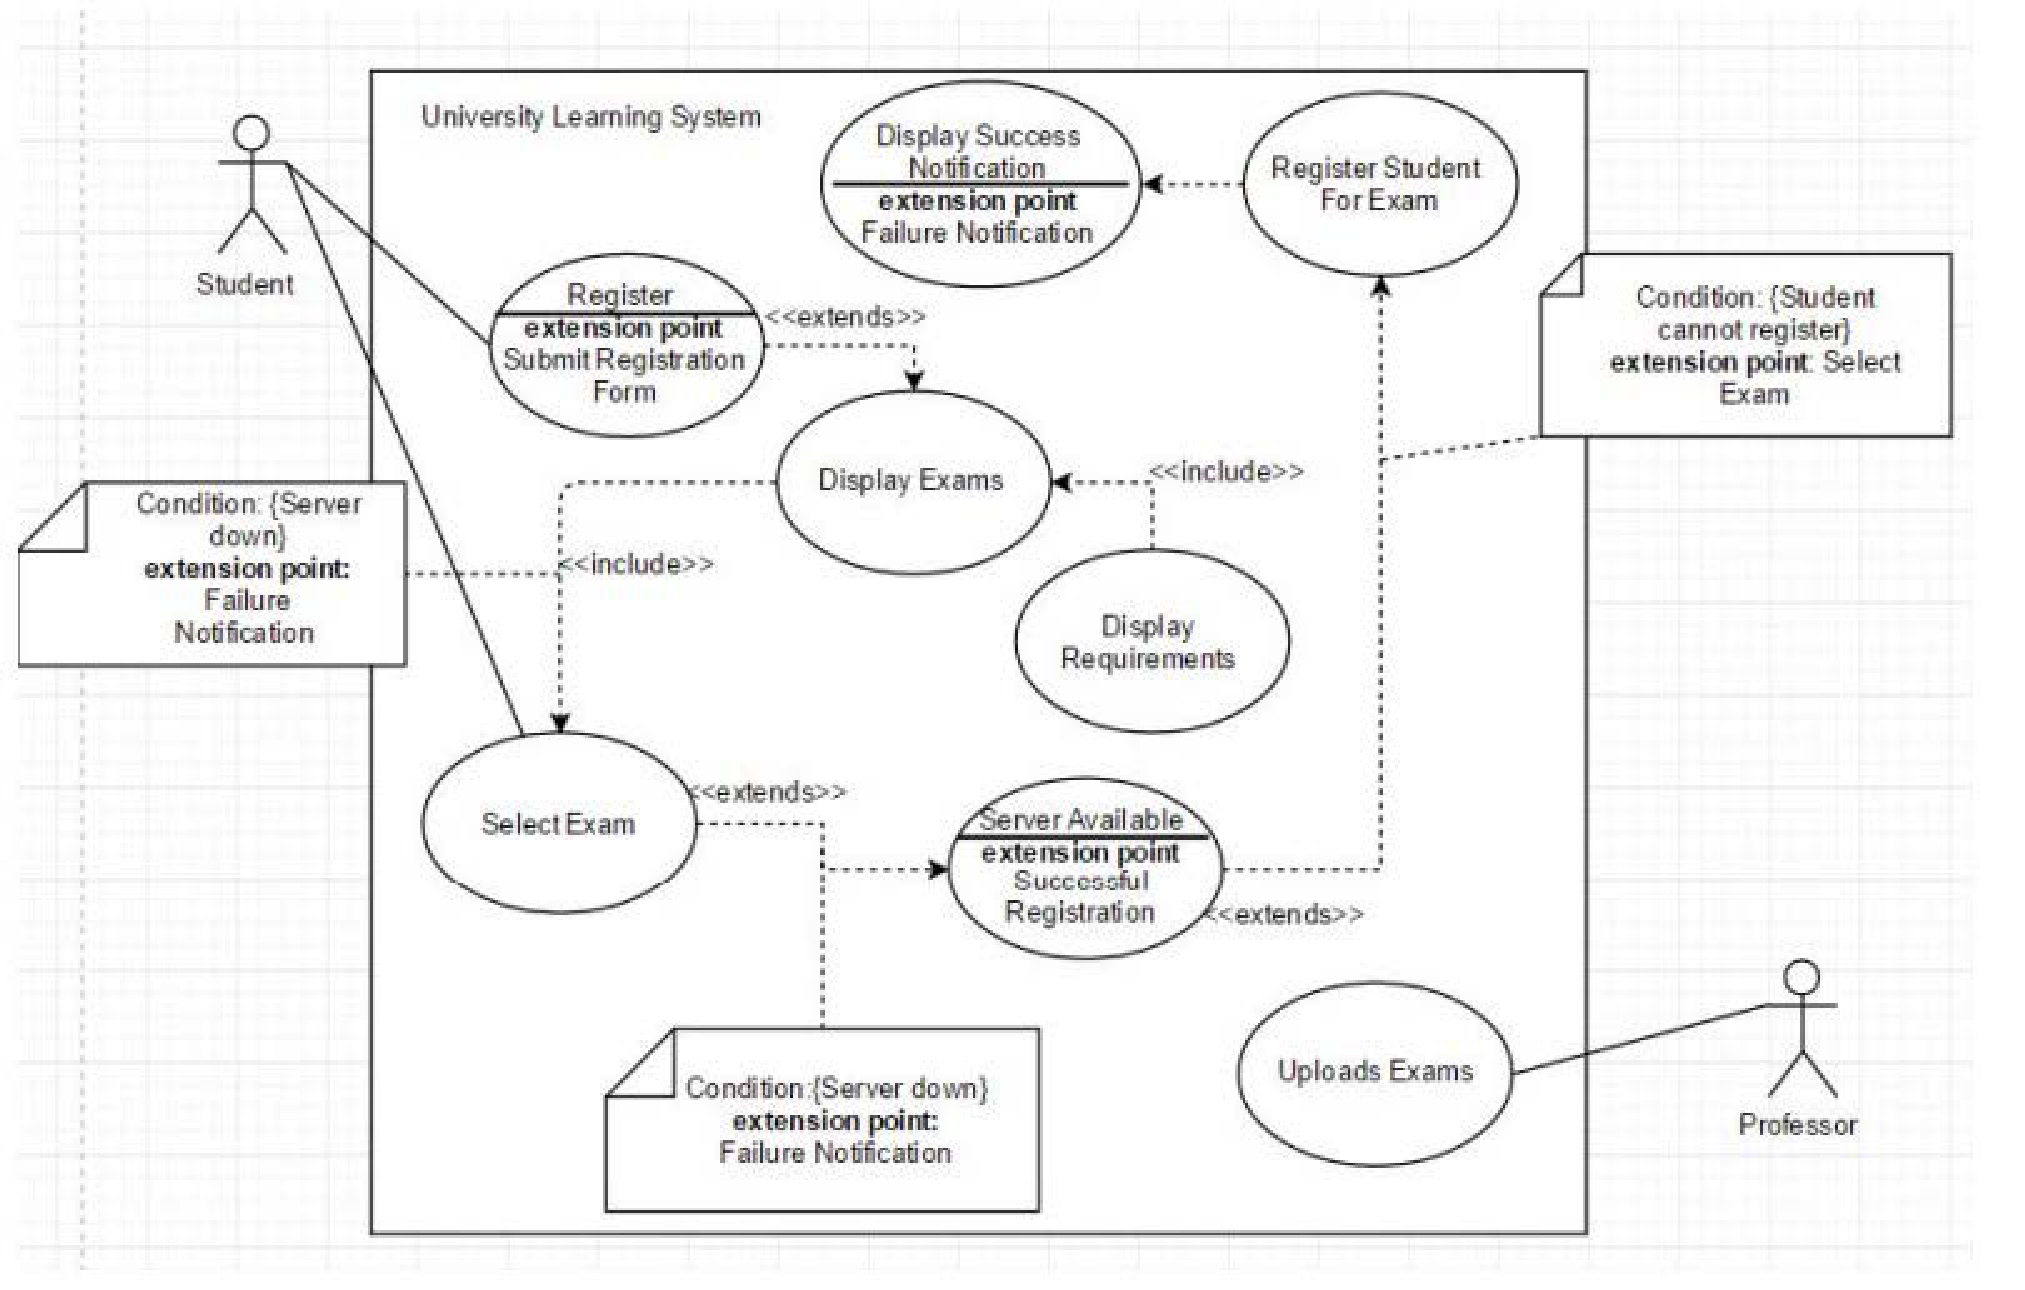 University Learning System
Display Success
Notification
extension point
Failure Notification
Register Student
For Exam
Student
Register
extension point
Submit Registration
Form
<<extends>>
Condition: {Student
cannot register}
extension point: Select
Exam
Display Exams
<<include>>
Condition: {Server
down}
extension point:
Failure
Notification
<<include>>
Display
Requirements
Select Exam
<<extends>>
Server Available
extension point
Successful
Registration
<<extends>>
Condition:{Server down}
extension point:
Failure Notification
Uploads Exams
Professor